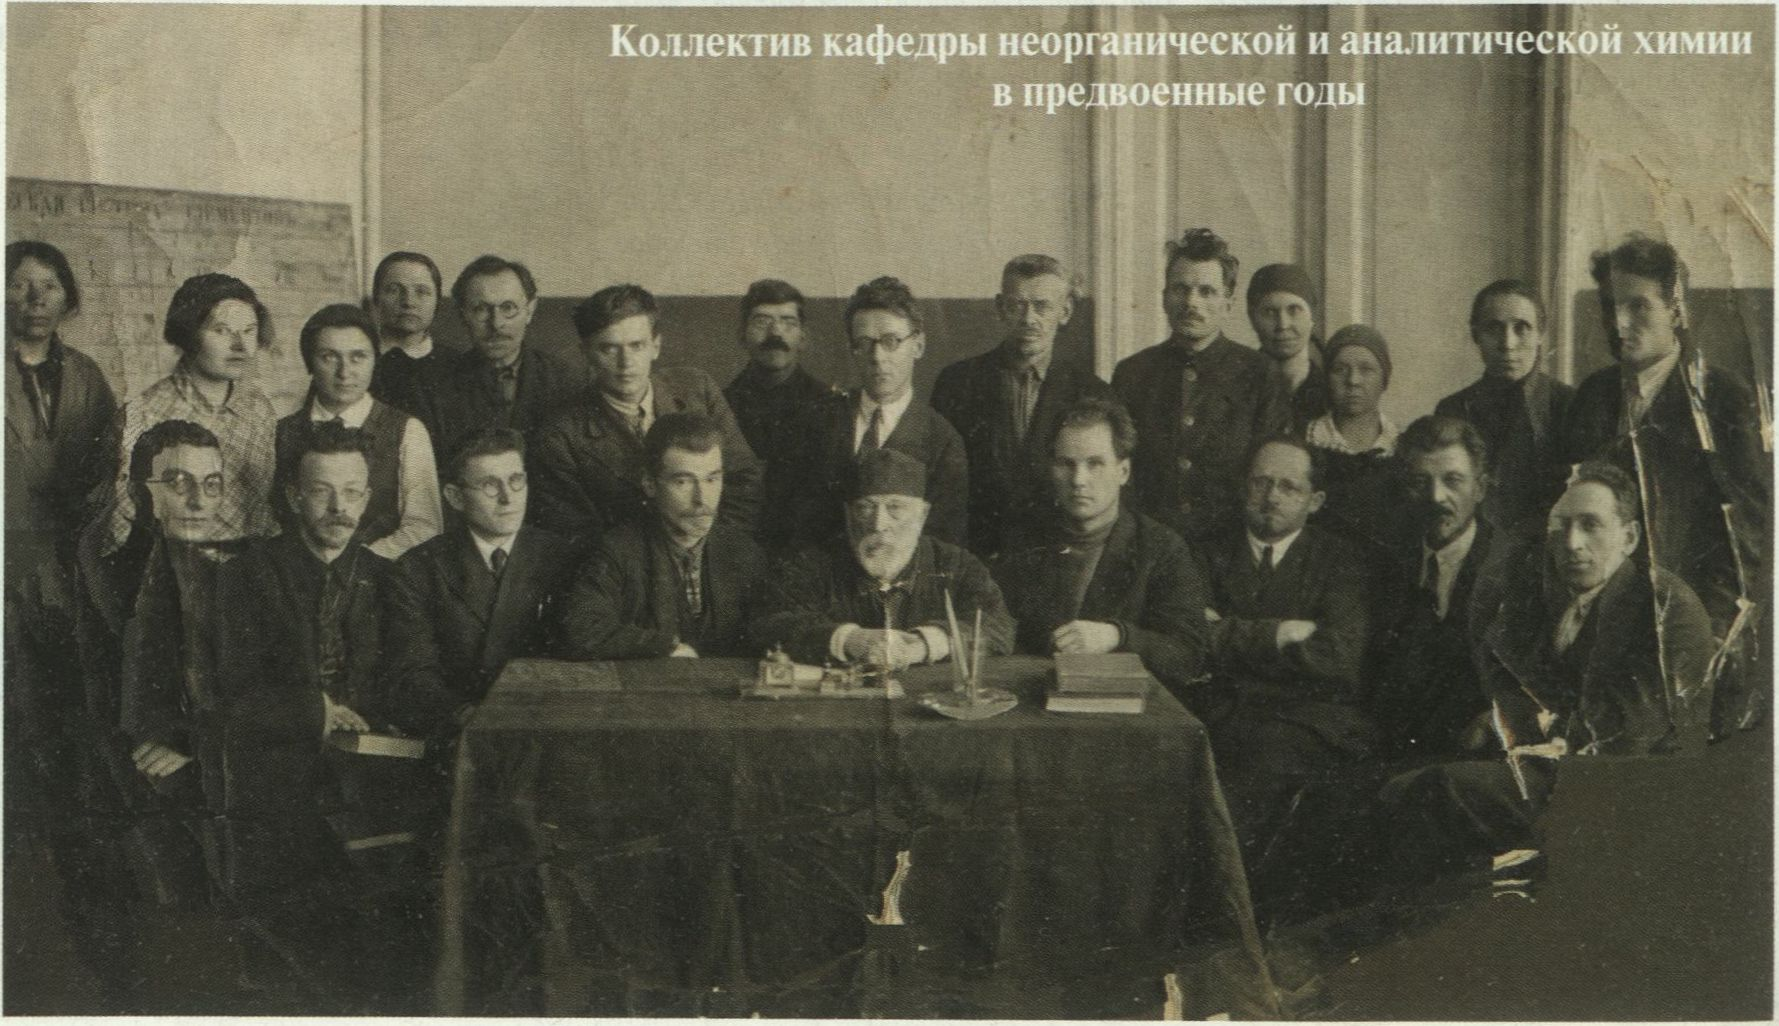 Коллектив кафедры неорганической и аналитической химии
в предвоенные годы